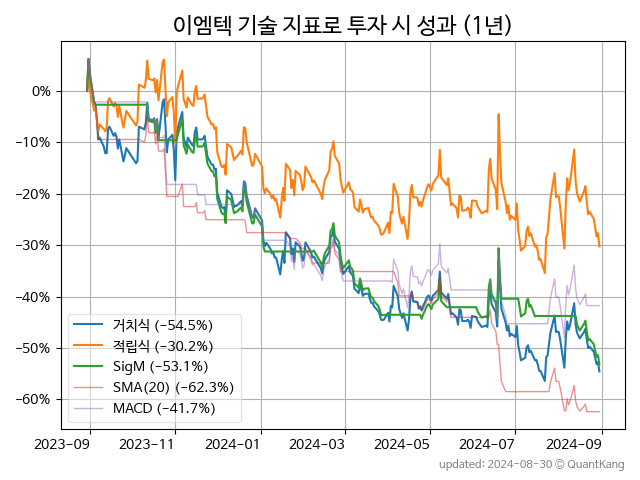 이엠텍 기술 지표로 투자 시 성과 (1년)
0%
−10%
−20%
−30%
−40%
−50%
−60%
거치식 (−54.5%)
적립식 (−30.2%)
SigM (−53.1%)
SMA(20) (−62.3%)
MACD (−41.7%)
2023-09 2023-11 2024-01 2024-03 2024-05 2024-07 2024-09
updated: 2024-08-30 © QuantKang